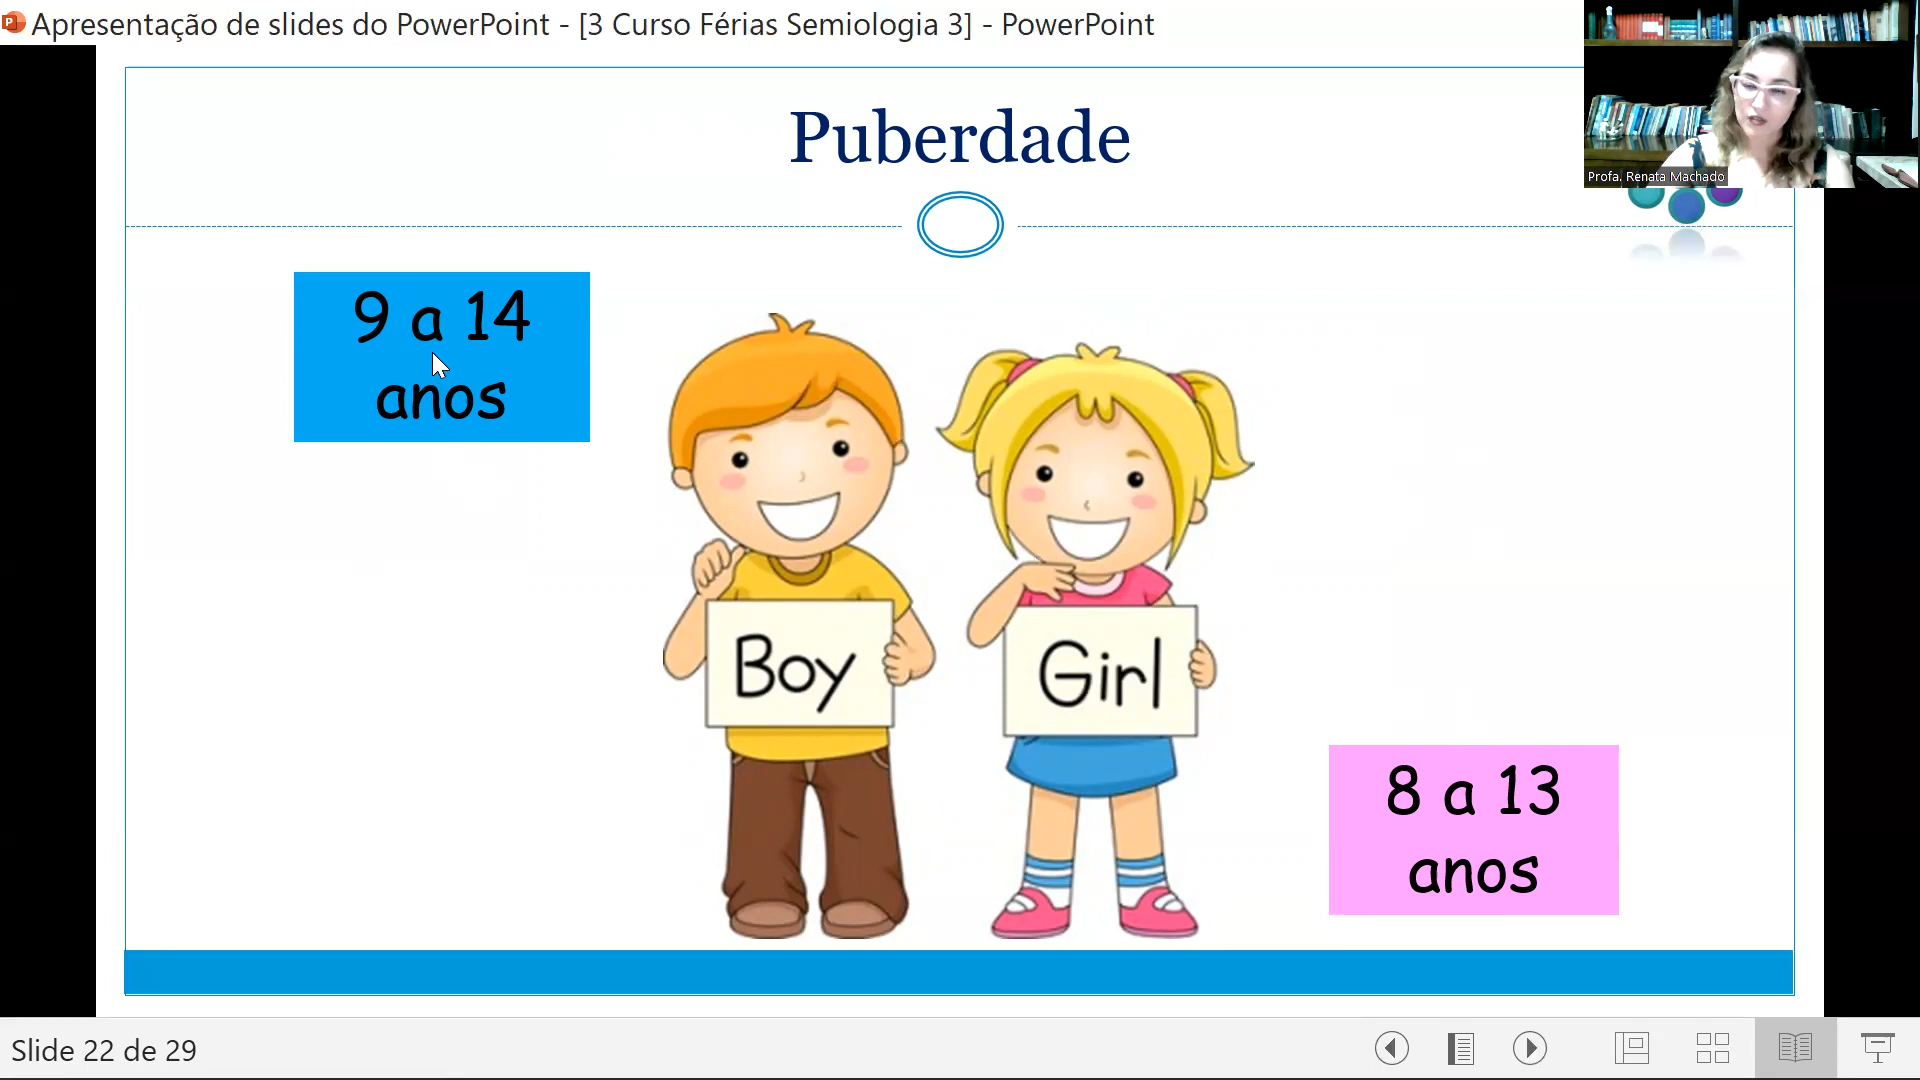 Apresentação de slides do PowerPoint - [3 Curso Férias Semiologia 3] - PowerPoint
Profa. Renata Machado
Puberdade
9 a 14
anos
Boy
Girl
8 a 13
anos
Slide 22 de 29